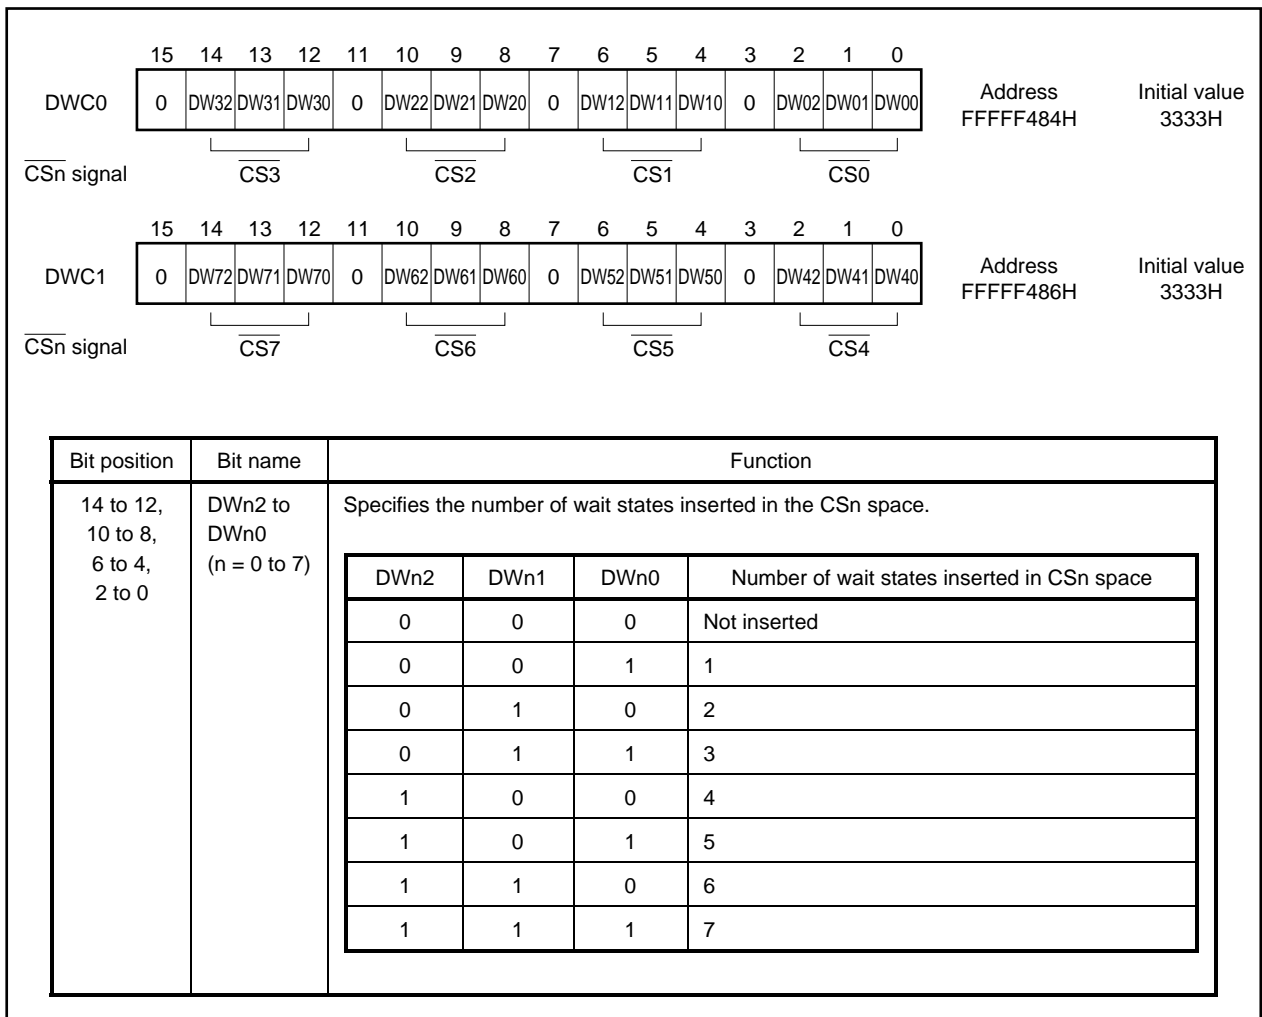 15 14 13 12 11 10 9 8 7 6 5 4 3 2 1 0
DWC0 0 DW32 DW31 DW30 0 DW22 DW21 DW20 0 DW12 DW11 DW10 0 DW02 DW01 DW00 Address FFFFF484H Initial value 3333H
CSn signal CS3 CS2 CS1 CS0
15 14 13 12 11 10 9 8 7 6 5 4 3 2 1 0
DWC1 0 DW72 DW71 DW70 0 DW62 DW61 DW60 0 DW52 DW51 DW50 0 DW42 DW41 DW40 Address FFFFF486H Initial value 3333H
CSn signal CS7 CS6 CS5 CS4
Bit position Bit name Function
14 to 12,
10 to 8,
6 to 4,
2 to 0
DWn2 to
DWn0
(n = 0 to 7)
Specifies the number of wait states inserted in the CSn space.
DWn2 DWn1 DWn0 Number of wait states inserted in CSn space
0 0 0 Not inserted
0 0 1 1
0 1 0 2
0 1 1 3
1 0 0 4
1 0 1 5
1 1 0 6
1 1 1 7